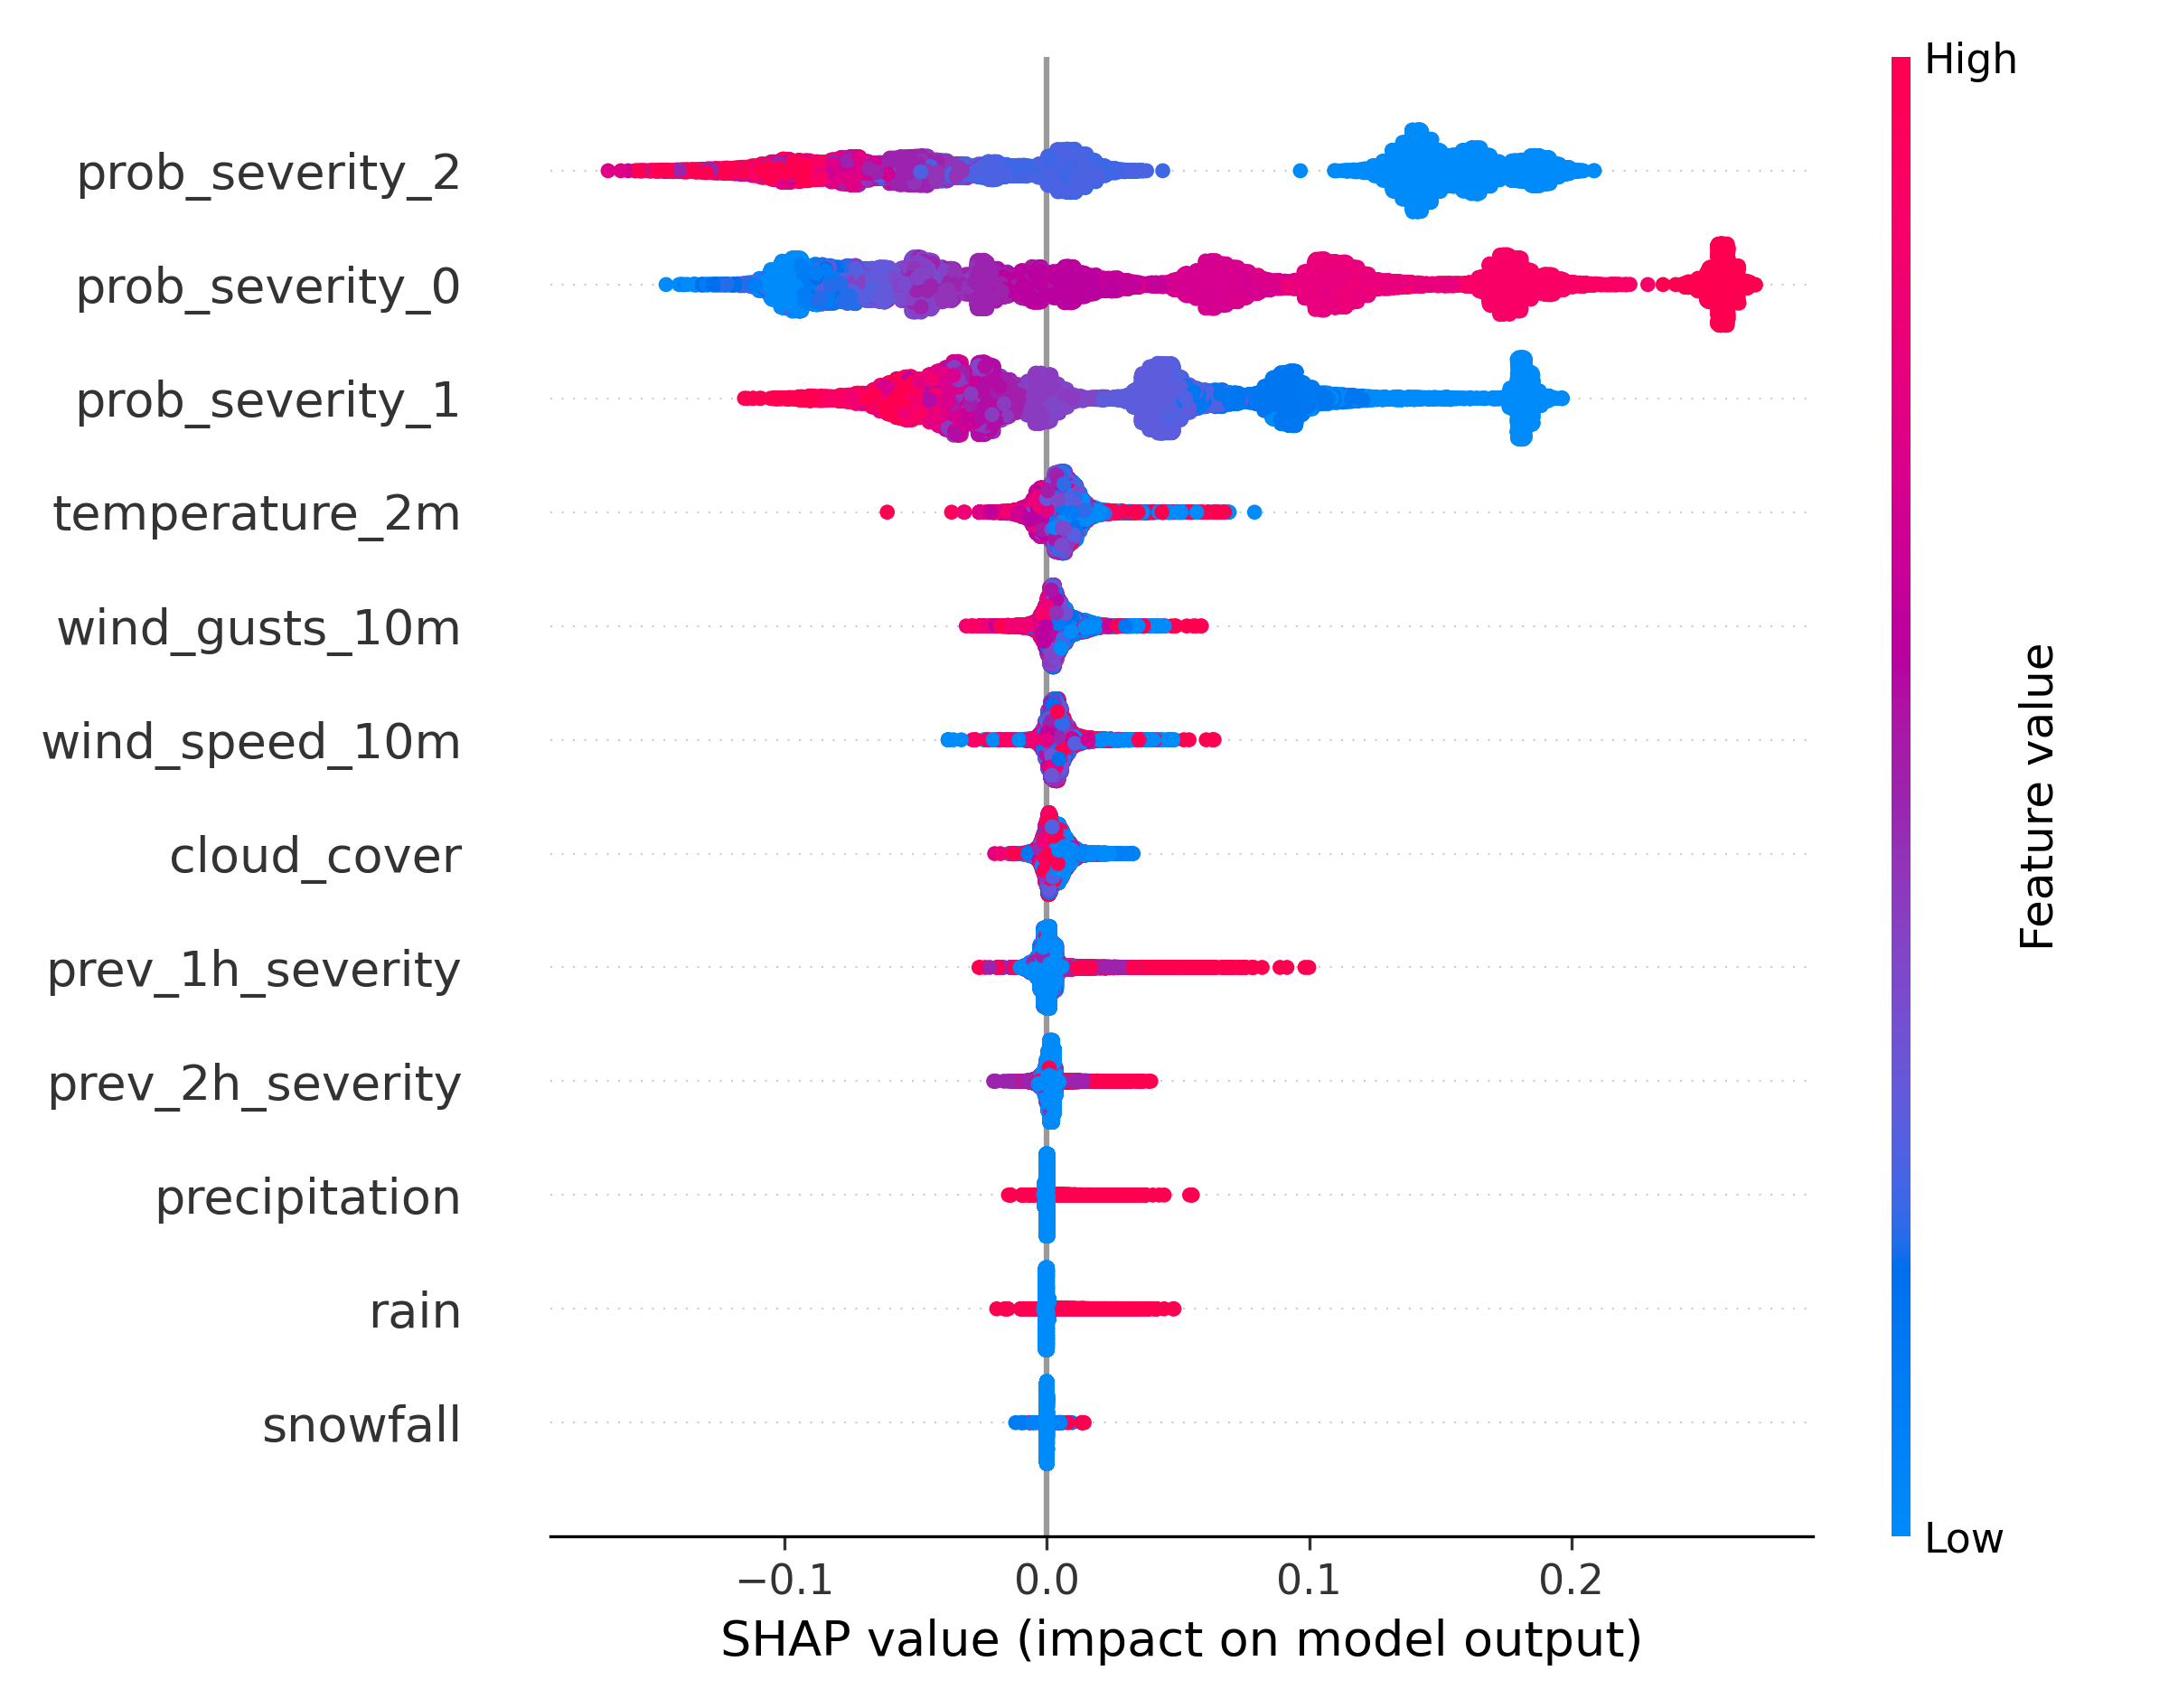 High
prob_severity_2
prob_severity_0
prob_severity_1
temperature_2m
wind_gusts_10m
wind_speed_10m
cloud_cover
prev_1h_severity
prev_2h_severity
precipitation
rain
snowfall
Feature value
Low
−0.1
0.0
0.1
0.2
SHAP value (impact on model output)